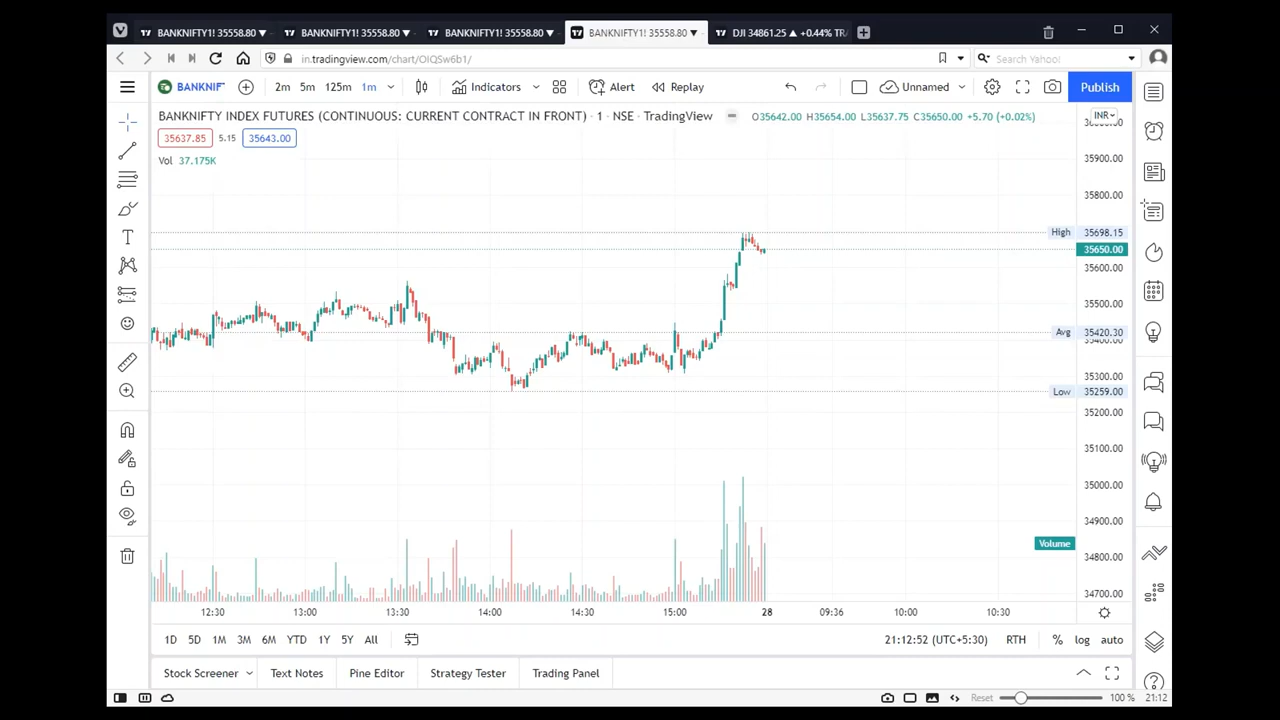 BANKNIFTY1! 35558.80 ▼
BANKNIFTY1! 35558.80 ▼
BANKNIFTY1! 35558.80 ▼
BANKNIFTY1! 35558.80 ▼
DJI 34861.25 ▲ +0.44% TR
in.tradingview.com/chart/OIQSw6b1/
Search Yahoo!
BANKNIF
2m 5m 125m 1m
Indicators
Alert
Replay
Unnamed
Publish
BANKNIFTY INDEX FUTURES (CONTINUOUS: CURRENT CONTRACT IN FRONT) · 1 · NSE · TradingView
O35642.00 H35654.00 L35637.75 C35650.00 +5.70 (+0.02%)
INR
35637.85 5.15 35643.00
Vol 37.175K
35900.00
35800.00
High 35698.15
35650.00
35600.00
35500.00
Avg 35420.30
35400.00
35300.00
Low 35259.00
35200.00
35100.00
35000.00
34900.00
Volume
34800.00
34700.00
12:30 13:00 13:30 14:00 14:30 15:00 28 09:36 10:00 10:30
1D 5D 1M 3M 6M YTD 1Y 5Y All
21:12:52 (UTC+5:30) RTH % log auto
Stock Screener Text Notes Pine Editor Strategy Tester Trading Panel
Reset 100 % 21:12